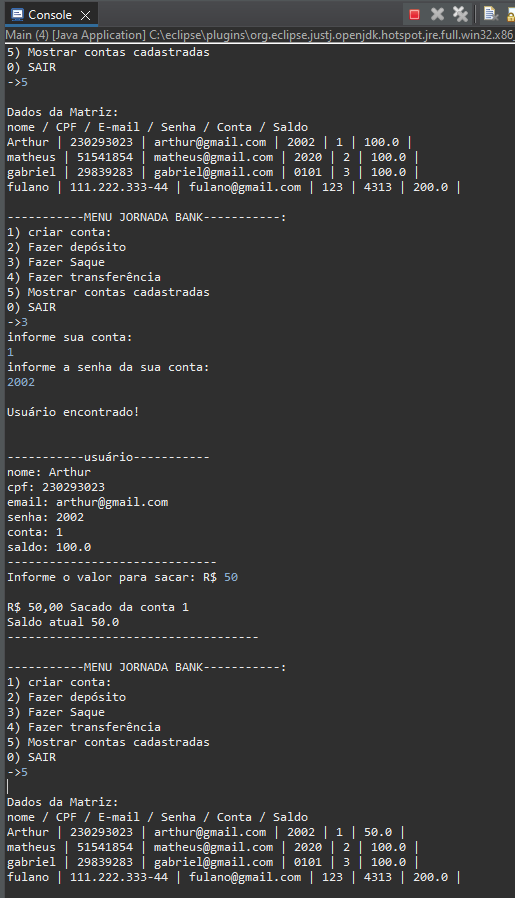 Console
Main (4) [Java Application] C:\eclipse\plugins\org.eclipse.justj.openjdk.hotspot.jre.full.win32.x86_
5) Mostrar contas cadastradas
0) SAIR
->5
Dados da Matriz:
nome / CPF / E-mail / Senha / Conta / Saldo
Arthur | 230293023 | arthur@gmail.com | 2002 | 1 | 100.0 |
matheus | 51541854 | matheus@gmail.com | 2020 | 2 | 100.0 |
gabriel | 29839283 | gabriel@gmail.com | 0101 | 3 | 100.0 |
fulano | 111.222.333-44 | fulano@gmail.com | 123 | 4313 | 200.0 |
-----------MENU JORNADA BANK-----------:
1) criar conta:
2) Fazer depósito
3) Fazer Saque
4) Fazer transferência
5) Mostrar contas cadastradas
0) SAIR
->3
informe sua conta:
1
informe a senha da sua conta:
2002
Usuário encontrado!
-----------usuário-----------
nome: Arthur
cpf: 230293023
email: arthur@gmail.com
senha: 2002
conta: 1
saldo: 100.0
------------------------------
Informe o valor para sacar: R$ 50
R$ 50,00 Sacado da conta 1
Saldo atual 50.0
------------------------------------
-----------MENU JORNADA BANK-----------:
1) criar conta:
2) Fazer depósito
3) Fazer Saque
4) Fazer transferência
5) Mostrar contas cadastradas
0) SAIR
->5
Dados da Matriz:
nome / CPF / E-mail / Senha / Conta / Saldo
Arthur | 230293023 | arthur@gmail.com | 2002 | 1 | 50.0 |
matheus | 51541854 | matheus@gmail.com | 2020 | 2 | 100.0 |
gabriel | 29839283 | gabriel@gmail.com | 0101 | 3 | 100.0 |
fulano | 111.222.333-44 | fulano@gmail.com | 123 | 4313 | 200.0 |